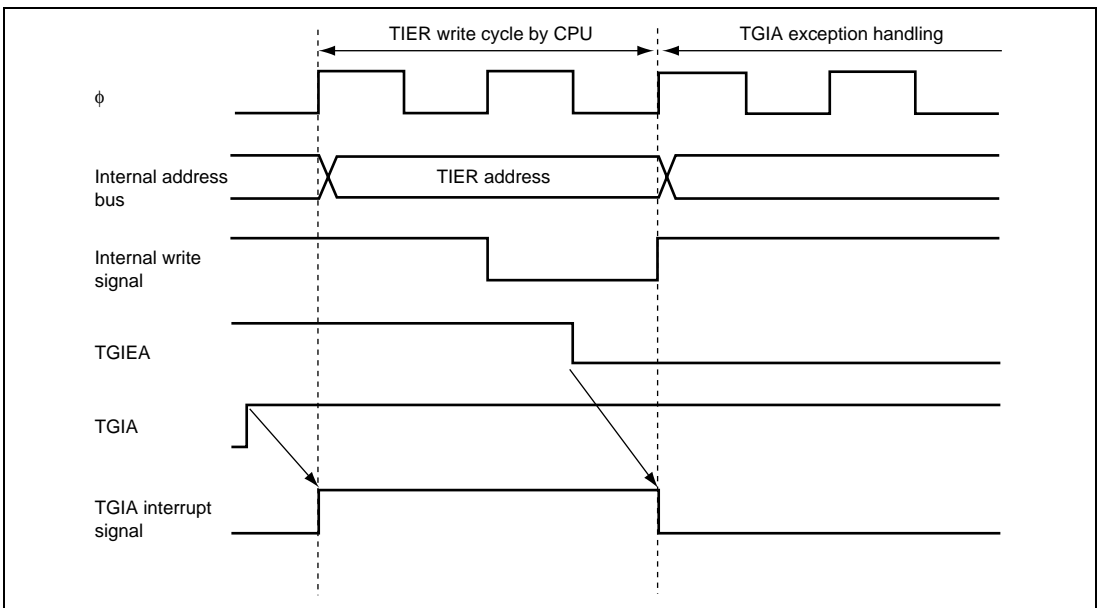 TIER write cycle by CPU
TGIA exception handling
ϕ
Internal address
bus
TIER address
Internal write
signal
TGIEA
TGIA
TGIA interrupt
signal